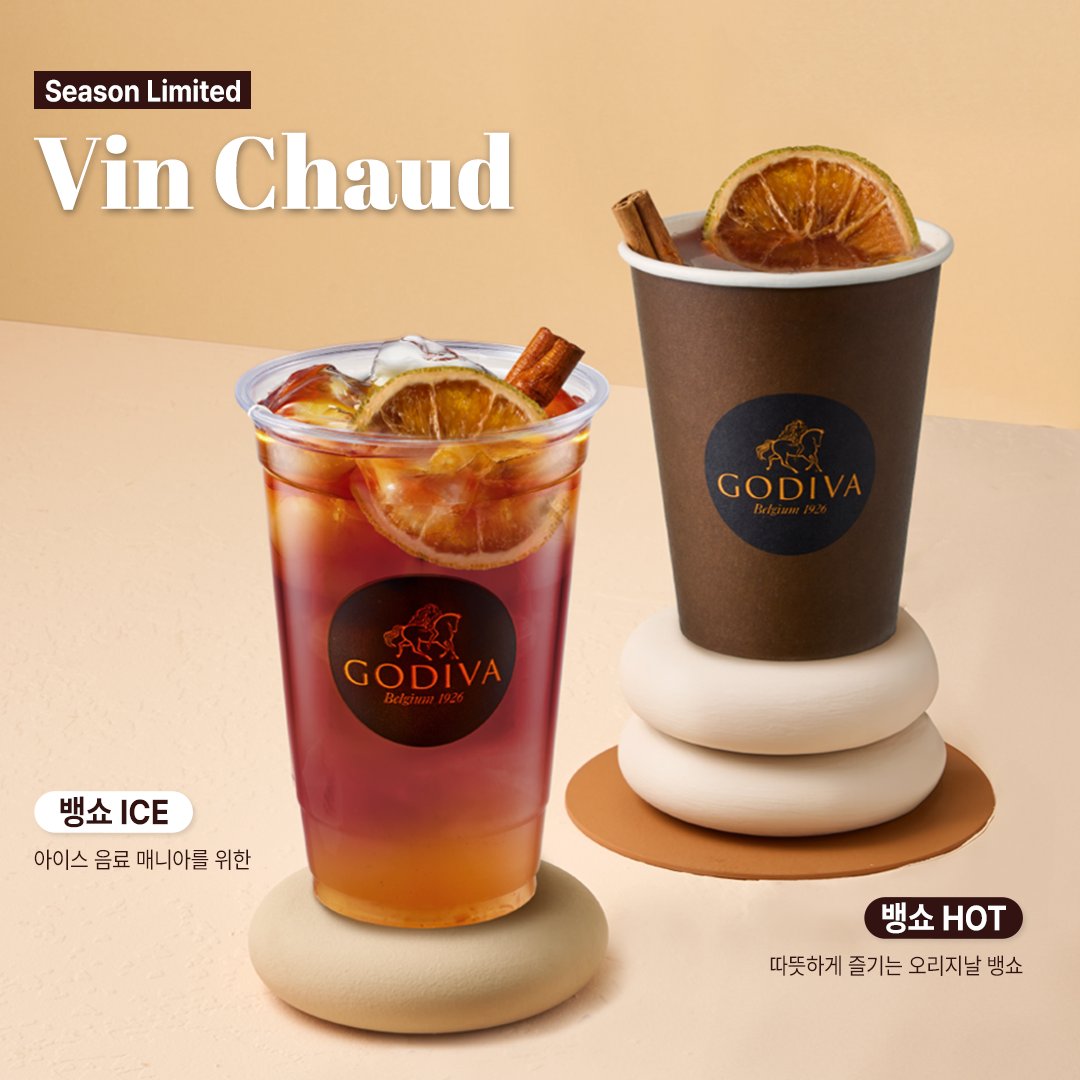 Season Limited
Vin Chaud
GODIVA
Belgium 1926
GODIVA
Belgium 1926
뱅쇼 ICE
아이스 음료 매니아를 위한
뱅쇼 HOT
따뜻하게 즐기는 오리지날 뱅쇼